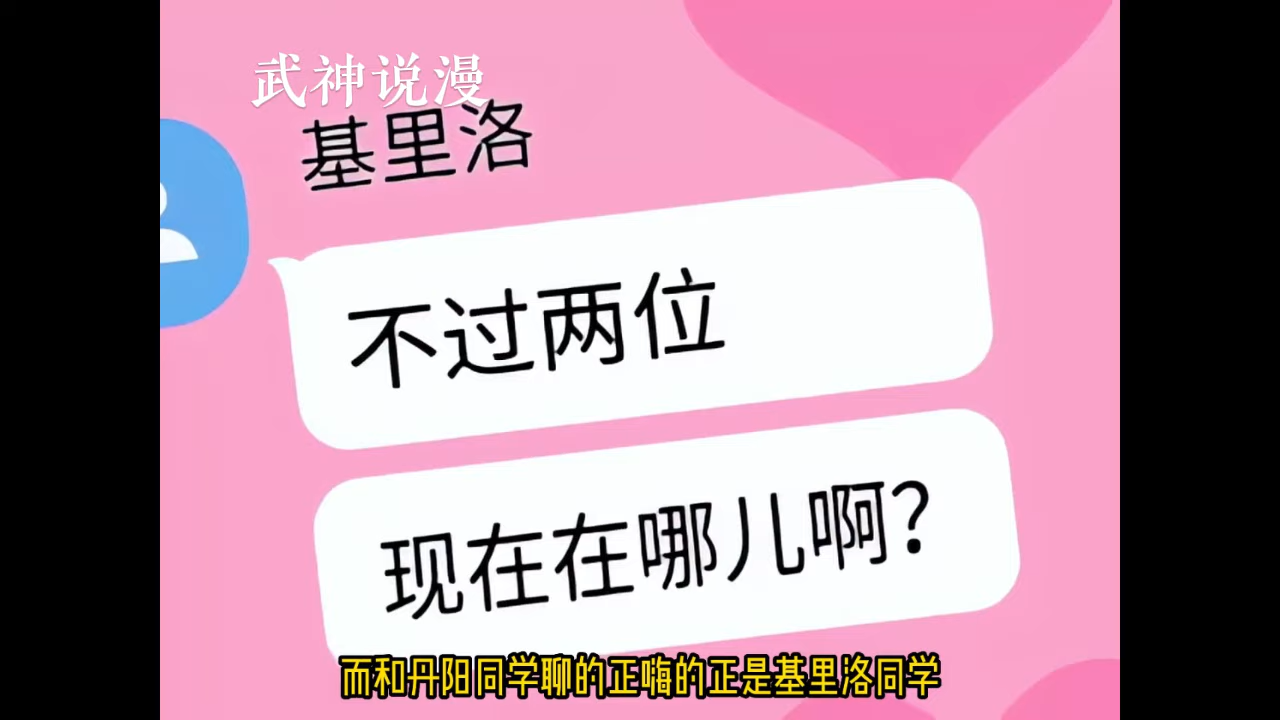 武神说漫
基里洛
不过两位
现在在哪儿啊？
而和丹阳同学聊的正嗨的正是基里洛同学